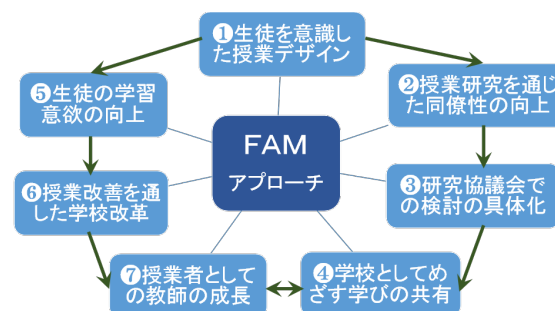 ❶生徒を意識し
た授業デザイン
❷授業研究を通じ
た同僚性の向上
❸研究協議会で
の検討の具体化
❹学校としてめ
ざす学びの共有
❺生徒の学習
意欲の向上
❻授業改善を通
した学校改革
❼授業者として
の教師の成長
FAM
アプローチ